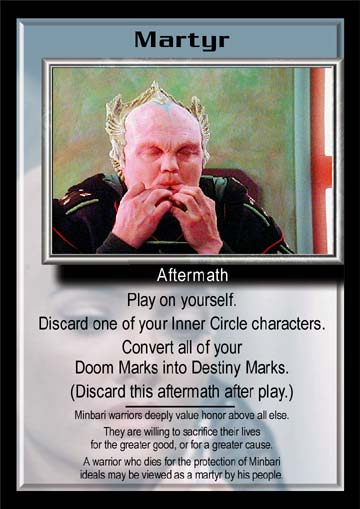 Martyr
Aftermath
Play on yourself.
Discard one of your Inner Circle characters.
Convert all of your
Doom Marks into Destiny Marks.
(Discard this aftermath after play.)
Minbari warriors deeply value honor above all else.
They are willing to sacrifice their lives
for the greater good, or for a greater cause.
A warrior who dies for the protection of Minbari
ideals may be viewed as a martyr by his people.